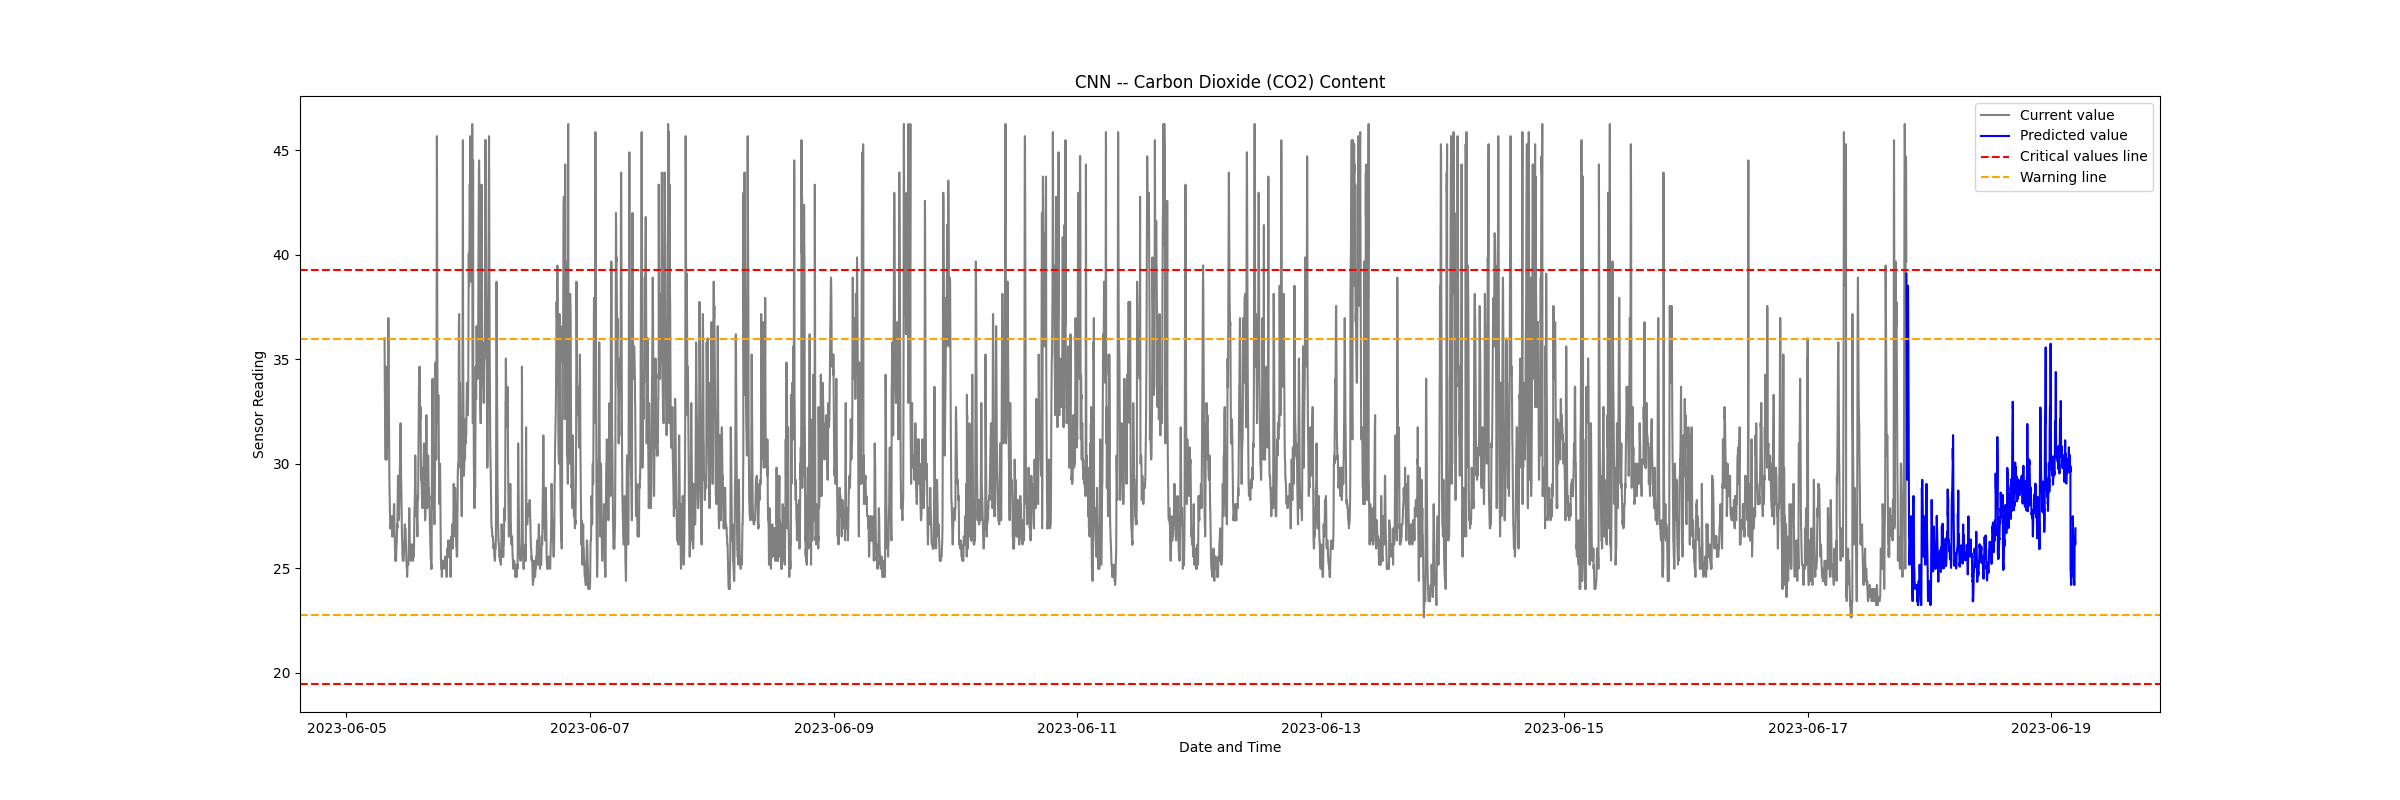 CNN -- Carbon Dioxide (CO2) Content
Current value
Predicted value
Critical values line
Warning line
45
40
35
30
25
20
Sensor Reading
2023-06-05
2023-06-07
2023-06-09
2023-06-11
2023-06-13
2023-06-15
2023-06-17
2023-06-19
Date and Time